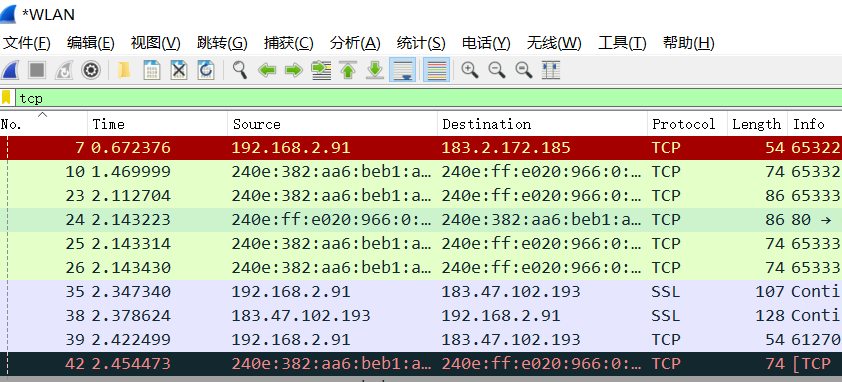 *WLAN
文件(F) 编辑(E) 视图(V) 跳转(G) 捕获(C) 分析(A) 统计(S) 电话(Y) 无线(W) 工具(T) 帮助(H)
tcp
No. Time Source Destination Protocol Length Info
7 0.672376 192.168.2.91 183.2.172.185 TCP 54 65322
10 1.469999 240e:382:aa6:beb1:a… 240e:ff:e020:966:0:… TCP 74 65332
23 2.112704 240e:382:aa6:beb1:a… 240e:ff:e020:966:0:… TCP 86 65333
24 2.143223 240e:ff:e020:966:0:… 240e:382:aa6:beb1:a… TCP 86 80 →
25 2.143314 240e:382:aa6:beb1:a… 240e:ff:e020:966:0:… TCP 74 65333
26 2.143430 240e:382:aa6:beb1:a… 240e:ff:e020:966:0:… TCP 74 65333
35 2.347340 192.168.2.91 183.47.102.193 SSL 107 Conti
38 2.378624 183.47.102.193 192.168.2.91 SSL 128 Conti
39 2.422499 192.168.2.91 183.47.102.193 TCP 54 61270
42 2.454473 240e:382:aa6:beb1:a… 240e:ff:e020:966:0:… TCP 74 [TCP